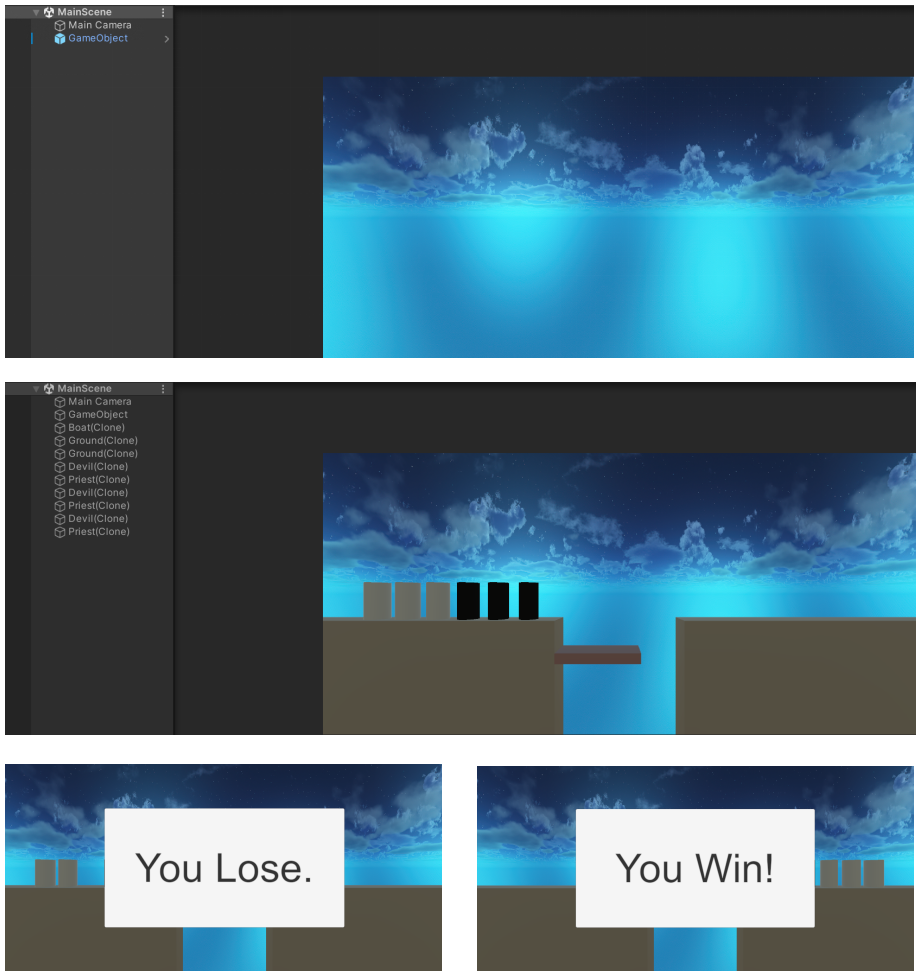 MainScene
Main Camera
GameObject
MainScene
Main Camera
GameObject
Boat(Clone)
Ground(Clone)
Ground(Clone)
Devil(Clone)
Priest(Clone)
Devil(Clone)
Priest(Clone)
Devil(Clone)
Priest(Clone)
You Lose.
You Win!